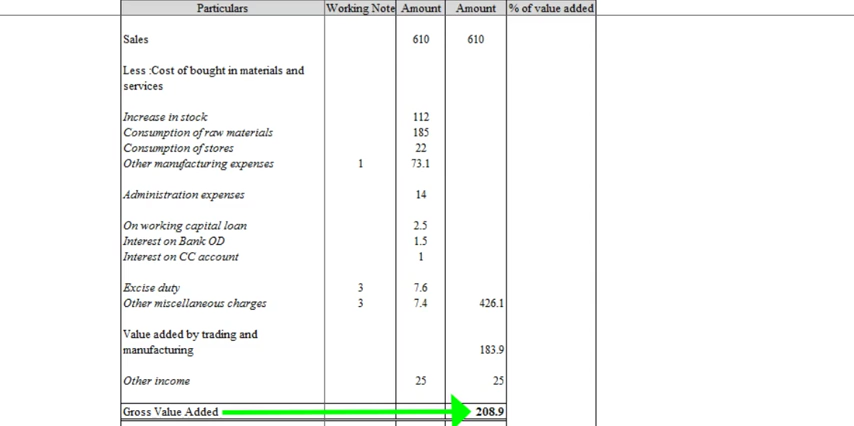 Particulars Working Note Amount Amount % of value added
Sales 610 610
Less :Cost of bought in materials and
services
Increase in stock 112
Consumption of raw materials 185
Consumption of stores 22
Other manufacturing expenses 1 73.1
Administration expenses 14
On working capital loan 2.5
Interest on Bank OD 1.5
Interest on CC account 1
Excise duty 3 7.6
Other miscellaneous charges 3 7.4 426.1
Value added by trading and
manufacturing 183.9
Other income 25 25
Gross Value Added 208.9